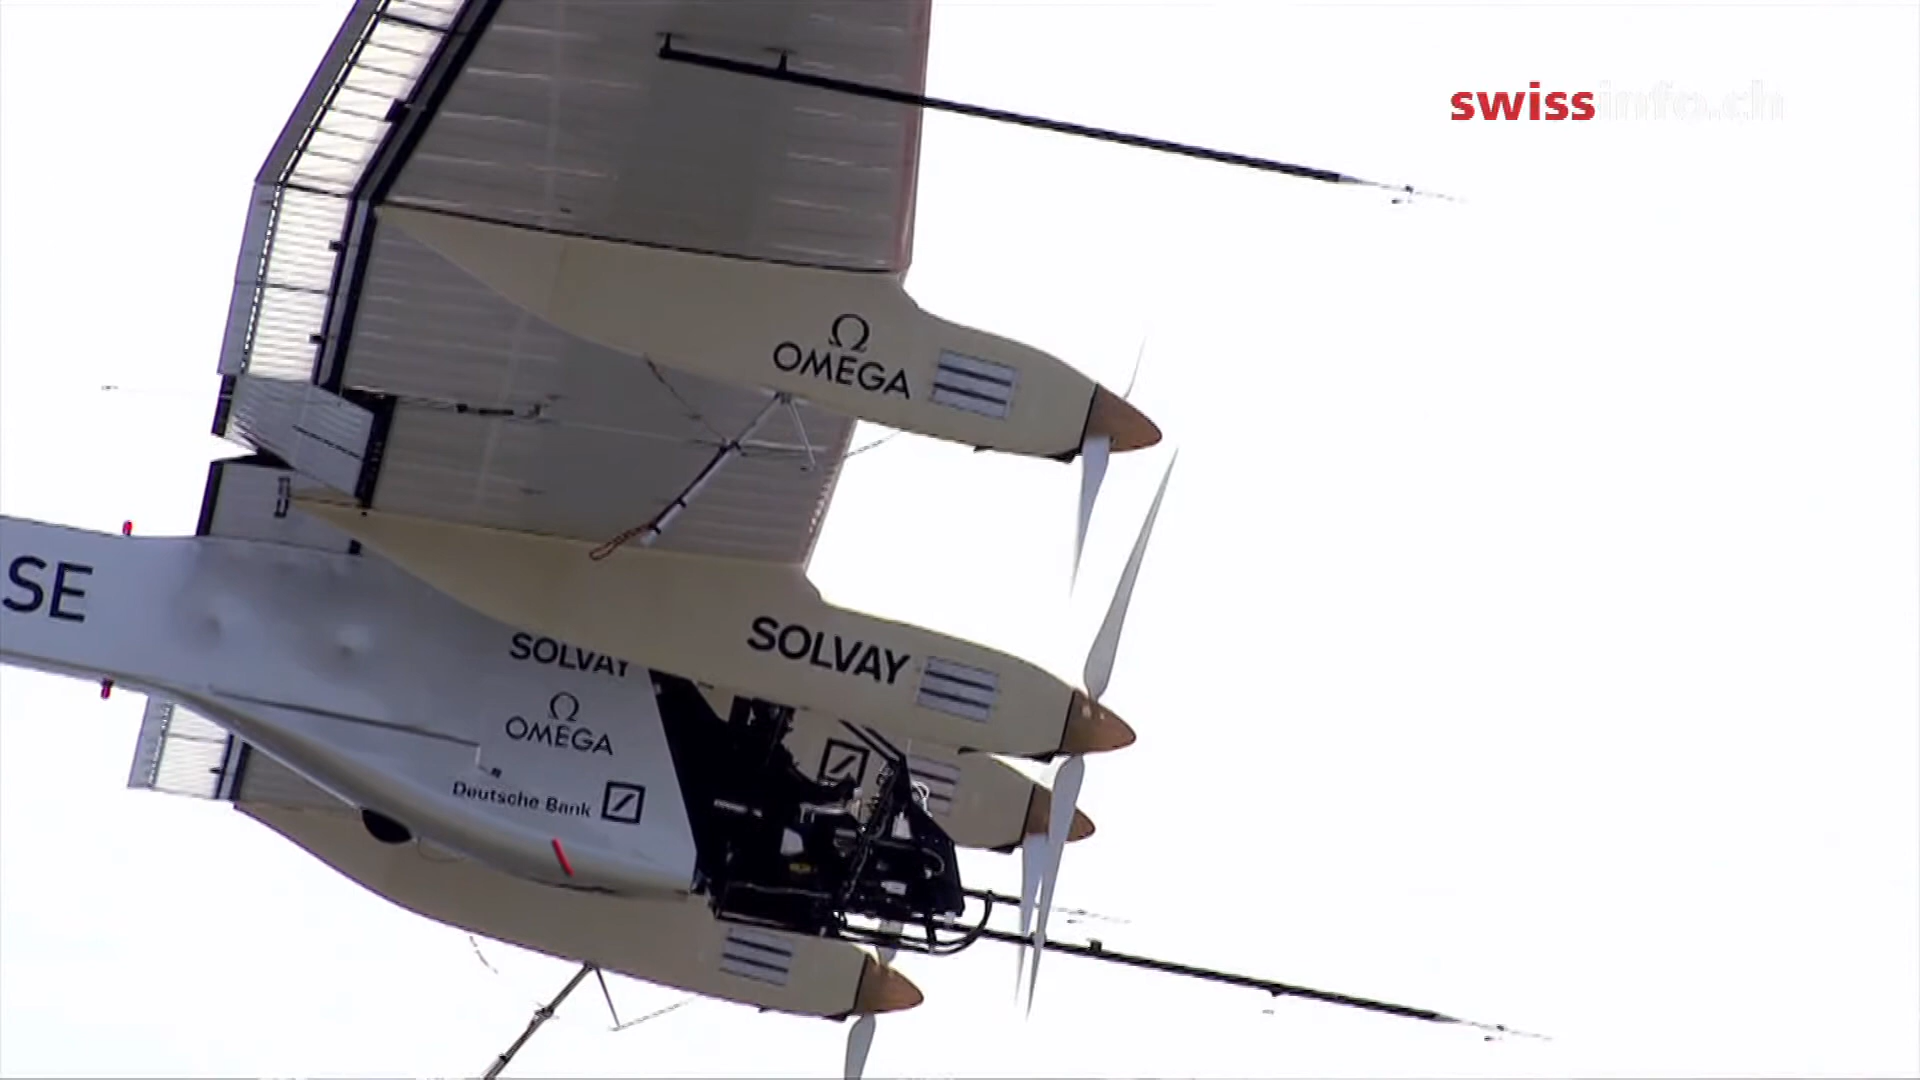 swissinfo.ch
Ω
OMEGA
SE
SOLVAY
SOLVAY
Ω
OMEGA
Deutsche Bank